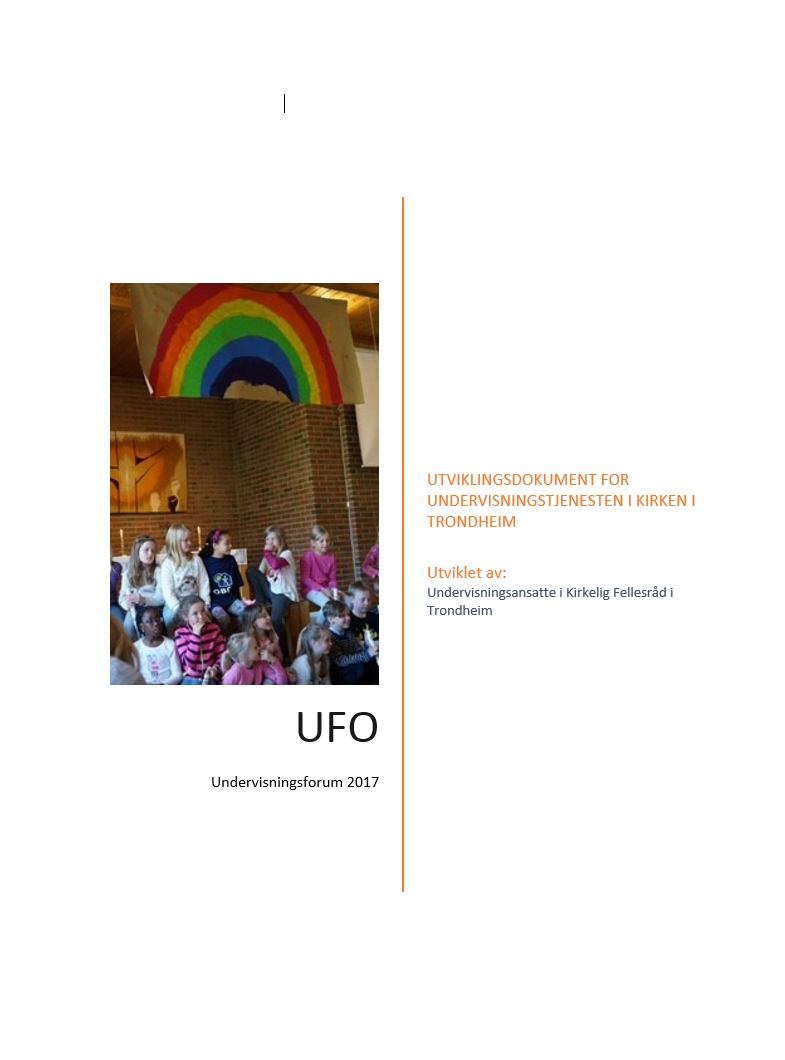 UFO
Undervisningsforum 2017
UTVIKLINGSDOKUMENT FOR
UNDERVISNINGSTJENESTEN I KIRKEN I
TRONDHEIM
Utviklet av:
Undervisningsansatte i Kirkelig Fellesråd i
Trondheim